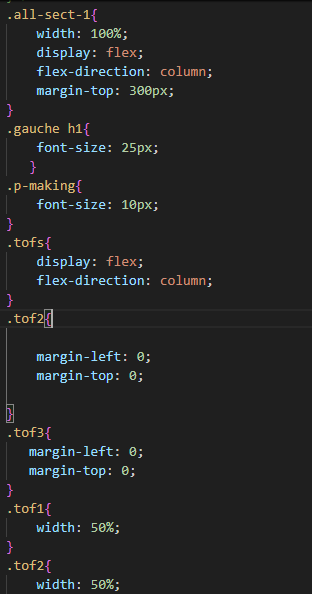 .all-sect-1{
    width: 100%;
    display: flex;
    flex-direction: column;
    margin-top: 300px;
}
.gauche h1{
    font-size: 25px;
   }
.p-making{
    font-size: 10px;
}
.tofs{
    display: flex;
    flex-direction: column;
}
.tof2{
    margin-left: 0;
    margin-top: 0;
}
.tof3{
   margin-left: 0;
   margin-top: 0;
}
.tof1{
    width: 50%;
}
.tof2{
    width: 50%;